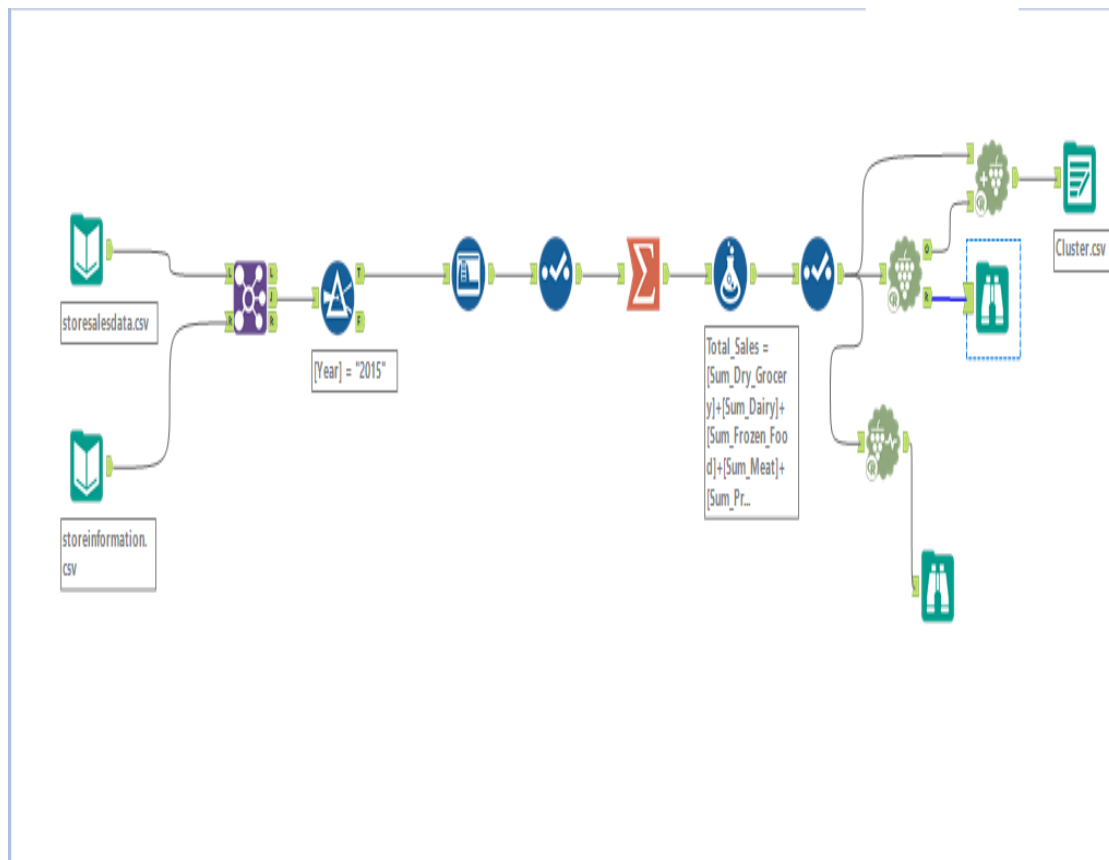 storesalesdata.csv
storeinformation.
csv
L
R
L
J
R
[Year] = "2015"
T
F
Total_Sales =
[Sum_Dry_Grocer
y]+[Sum_Dairy]+
[Sum_Frozen_Foo
d]+[Sum_Meat]+
[Sum_Pr...
O
R
R
R
R
Cluster.csv